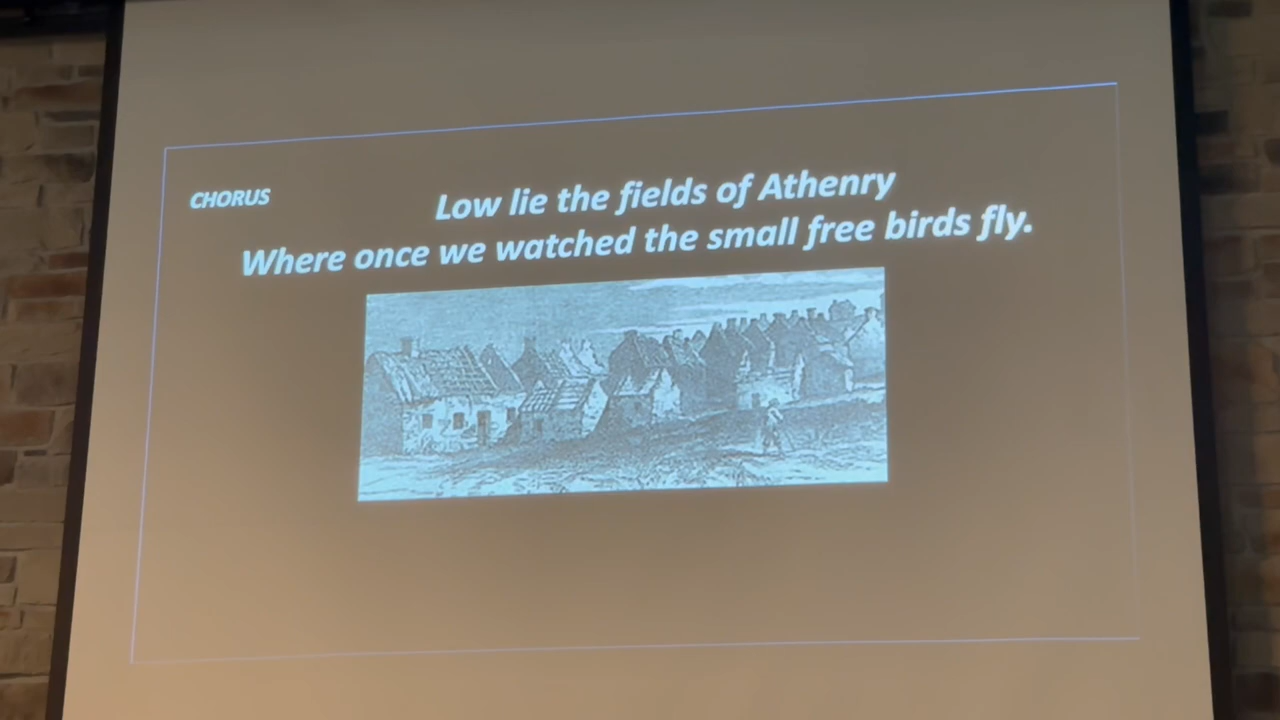 CHORUS
Low lie the fields of Athenry
Where once we watched the small free birds fly.